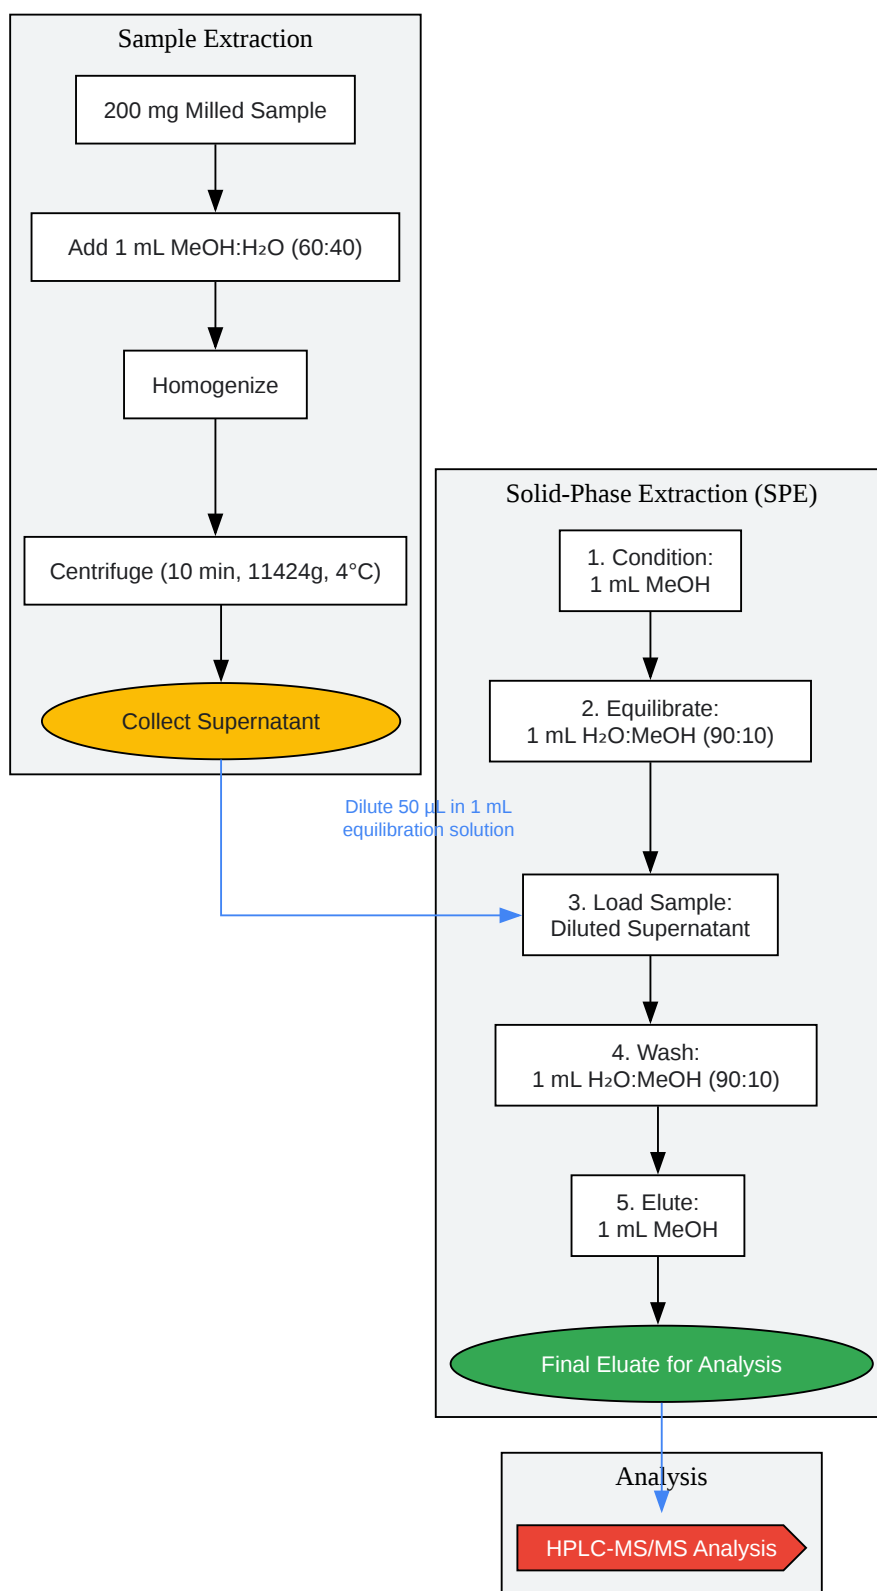 Sample Extraction
200 mg Milled Sample
Add 1 mL MeOH:H₂O (60:40)
Homogenize
Centrifuge (10 min, 11424g, 4°C)
Collect Supernatant
Dilute 50 µL in 1 mL
equilibration solution
Solid-Phase Extraction (SPE)
1. Condition:
1 mL MeOH
2. Equilibrate:
1 mL H₂O:MeOH (90:10)
3. Load Sample:
Diluted Supernatant
4. Wash:
1 mL H₂O:MeOH (90:10)
5. Elute:
1 mL MeOH
Final Eluate for Analysis
Analysis
HPLC-MS/MS Analysis